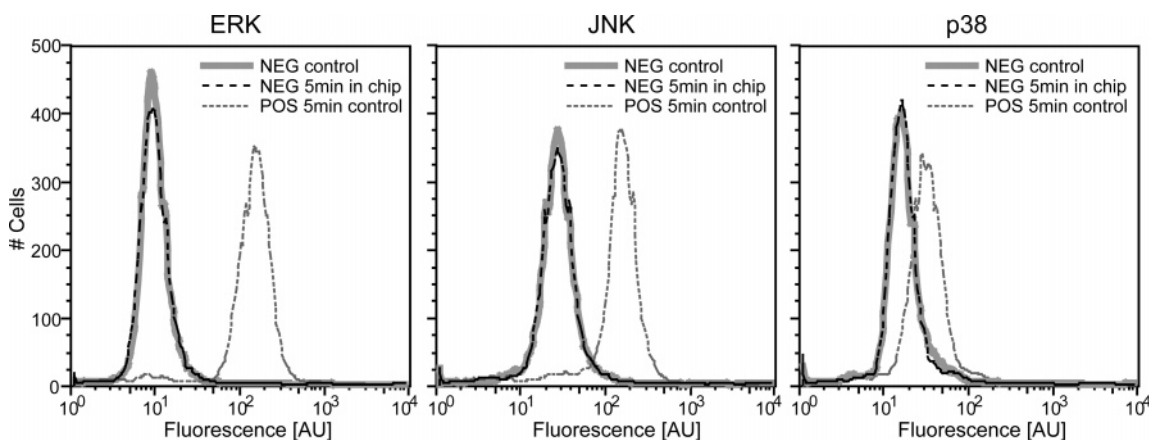 ERK
JNK
p38
# Cells
500
400
300
200
100
0
NEG control
NEG 5min in chip
POS 5min control
10^0
10^1
10^2
10^3
10^4
Fluorescence [AU]
NEG control
NEG 5min in chip
POS 5min control
10^0
10^1
10^2
10^3
10^4
Fluorescence [AU]
NEG control
NEG 5min in chip
POS 5min control
10^0
10^1
10^2
10^3
10^4
Fluorescence [AU]